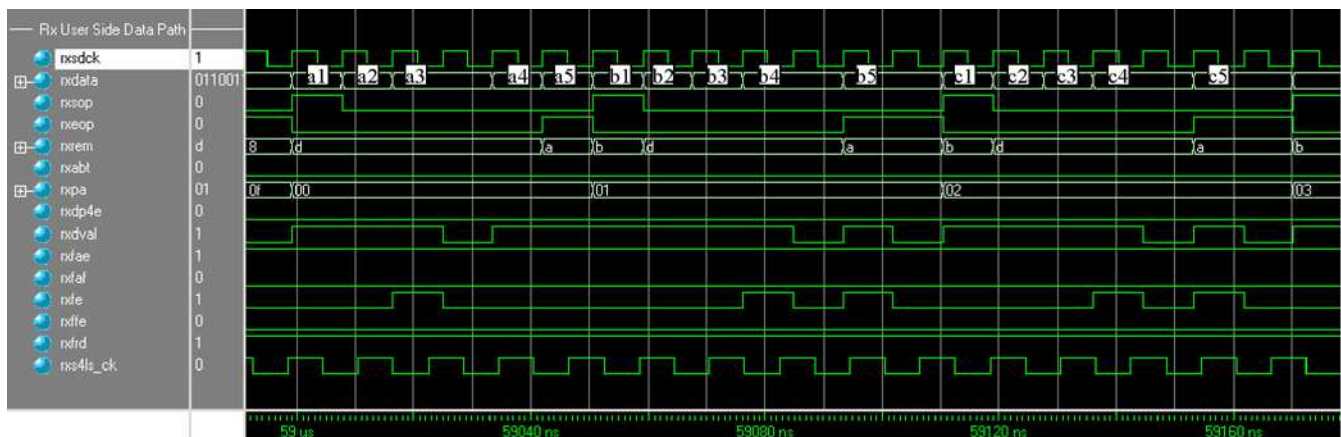 Rx User Side Data Path
rxsdck 1
rxdata 011001 a1 a2 a3 a4 a5 b1 b2 b3 b4 b5 c1 c2 c3 c4 c5
rxsop 0
rxeop 0
rxrem d 8 d a b d a b d a b
rxabt 0
rxpa 01 0f 00 01 02 03
rxdp4e 0
rxdval 1
rxfae 1
rxfaf 0
rxfe 1
rxffe 0
rxfrd 1
rxs4ls_ck 0
59 us 59040 ns 59080 ns 59120 ns 59160 ns